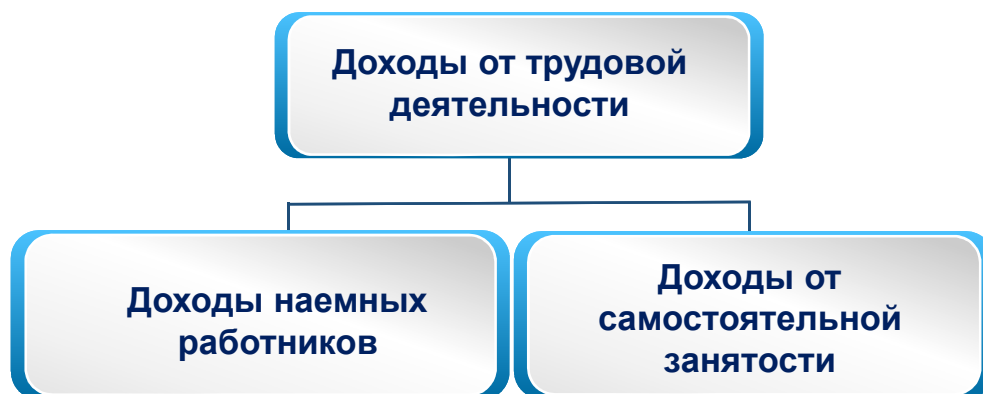 Доходы от трудовой
деятельности
Доходы наемных
работников
Доходы от
самостоятельной
занятости